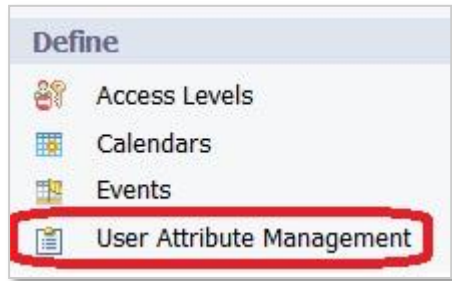 Define
Access Levels
Calendars
Events
User Attribute Management